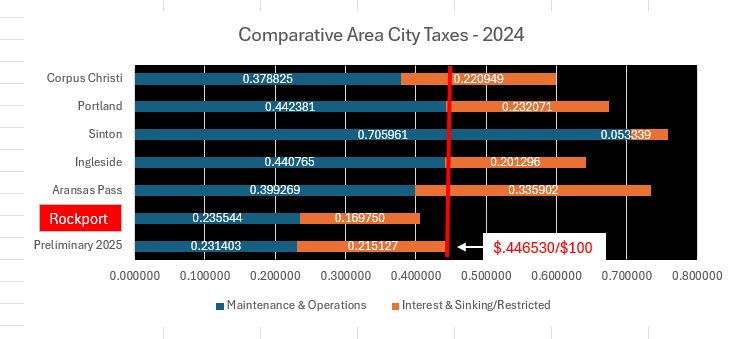 Comparative Area City Taxes - 2024
Corpus Christi 0.378825 0.220949
Portland 0.442381 0.232071
Sinton 0.705961 0.053339
Ingleside 0.440765 0.201296
Aransas Pass 0.399269 0.335902
Rockport 0.235544 0.169750
Preliminary 2025 0.231403 0.215127 $.446530/$100
0.000000 0.100000 0.200000 0.300000 0.400000 0.500000 0.600000 0.700000 0.800000
Maintenance & Operations Interest & Sinking/Restricted